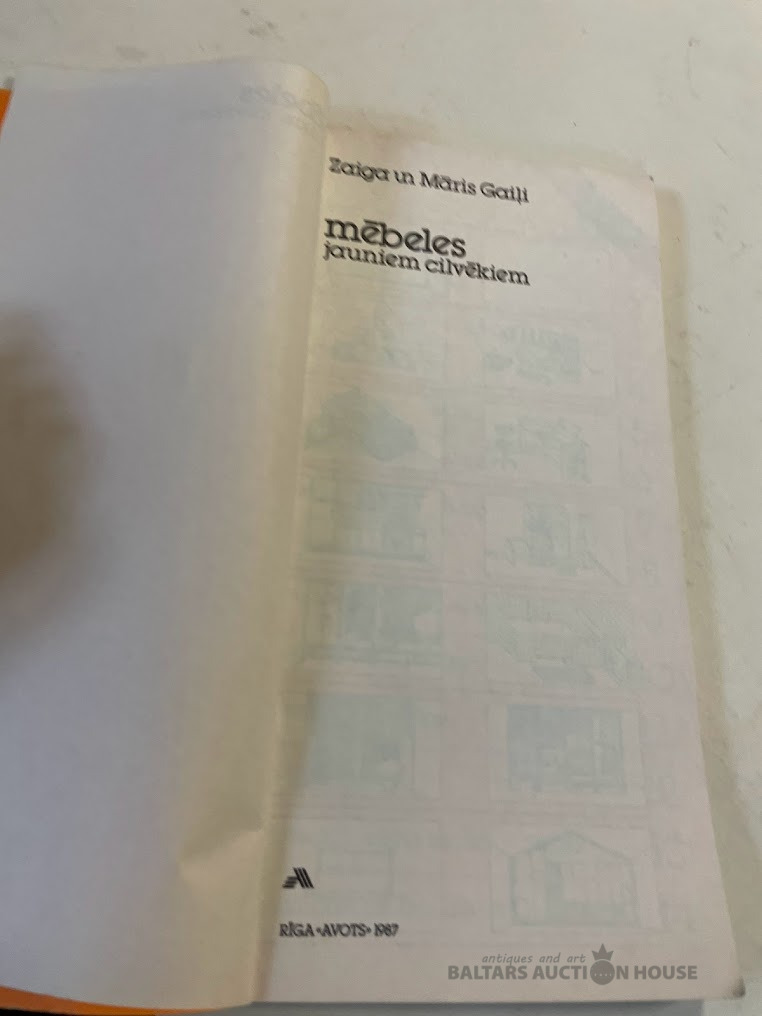 Zaiga un Māris Gaiļi
mēbeles
jauniem cilvēkiem
RĪGA «AVOTS» 1987
antiques and art
BALTARS AUCTION HOUSE